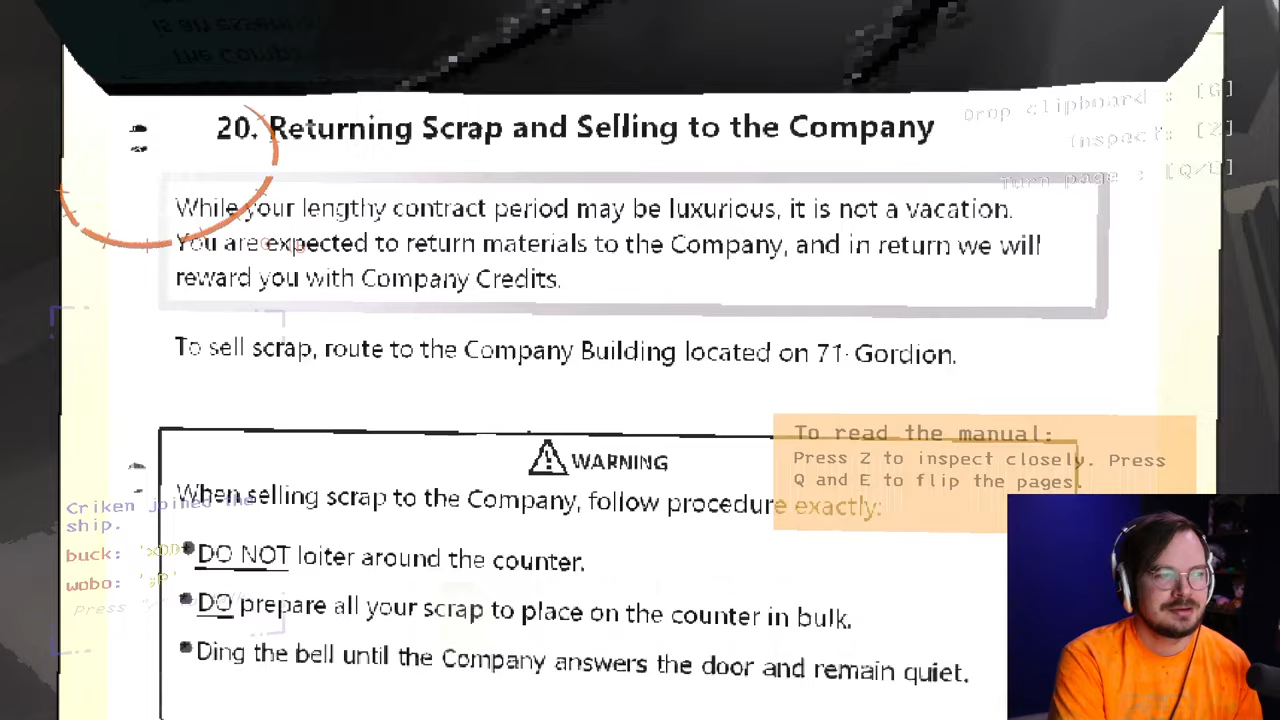 Drop clipboard : [G]
20. Returning Scrap and Selling to the Company
Inspect: [Z]
Turn page : [Q/E]
While your lengthy contract period may be luxurious, it is not a vacation.
You are expected to return materials to the Company, and in return we will
reward you with Company Credits.
To sell scrap, route to the Company Building located on 71-Gordion.
To read the manual:
Press Z to inspect closely. Press
Q and E to flip the pages.
WARNING
When selling scrap to the Company, follow procedure exactly:
Criken joined the
ship.
buck: 'xDD
wobo: ';P'
Press
DO NOT loiter around the counter.
DO prepare all your scrap to place on the counter in bulk.
Ding the bell until the Company answers the door and remain quiet.